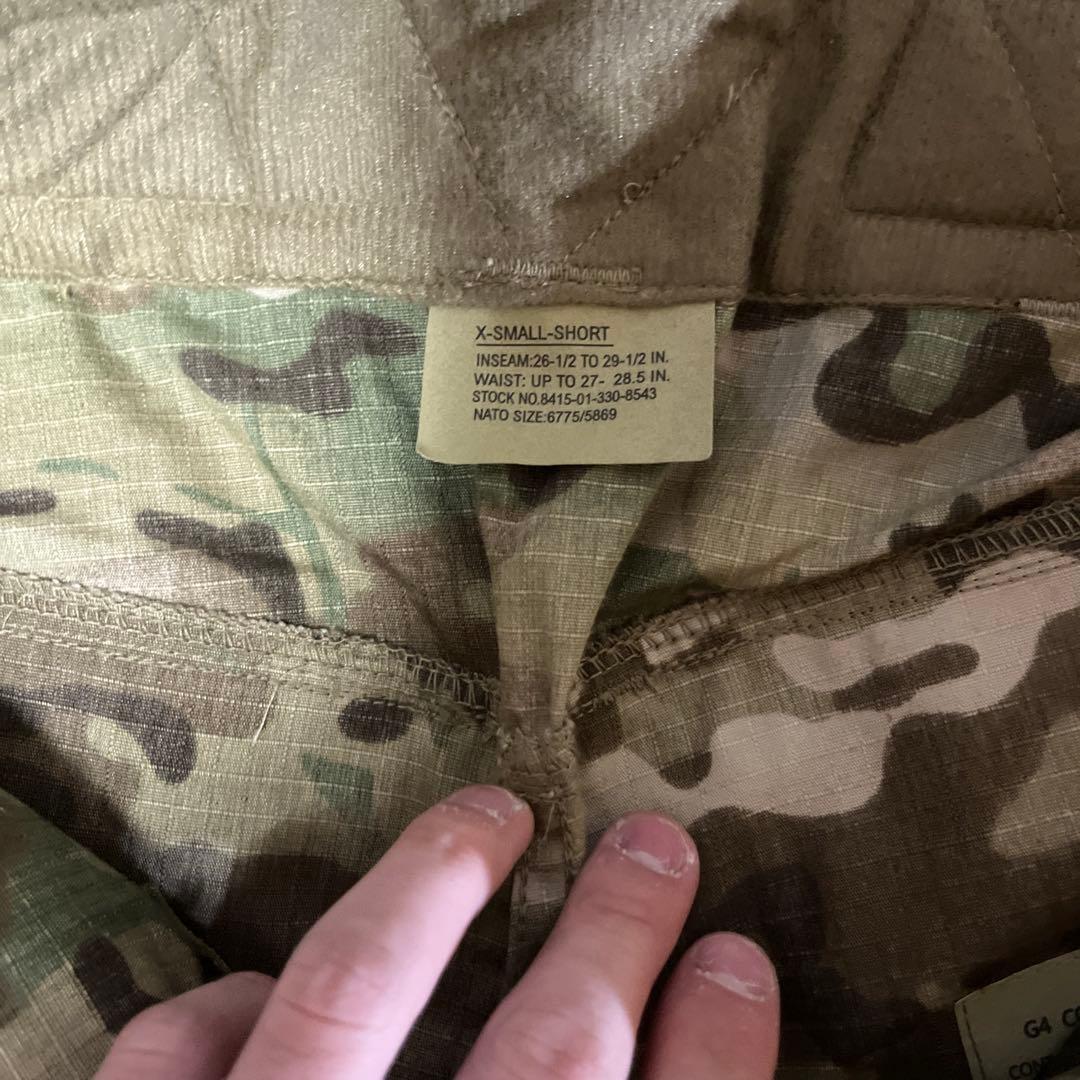 X-SMALL-SHORT
INSEAM:26-1/2 TO 29-1/2 IN.
WAIST: UP TO 27- 28.5 IN.
STOCK NO.8415-01-330-8543
NATO SIZE:6775/5869
G4